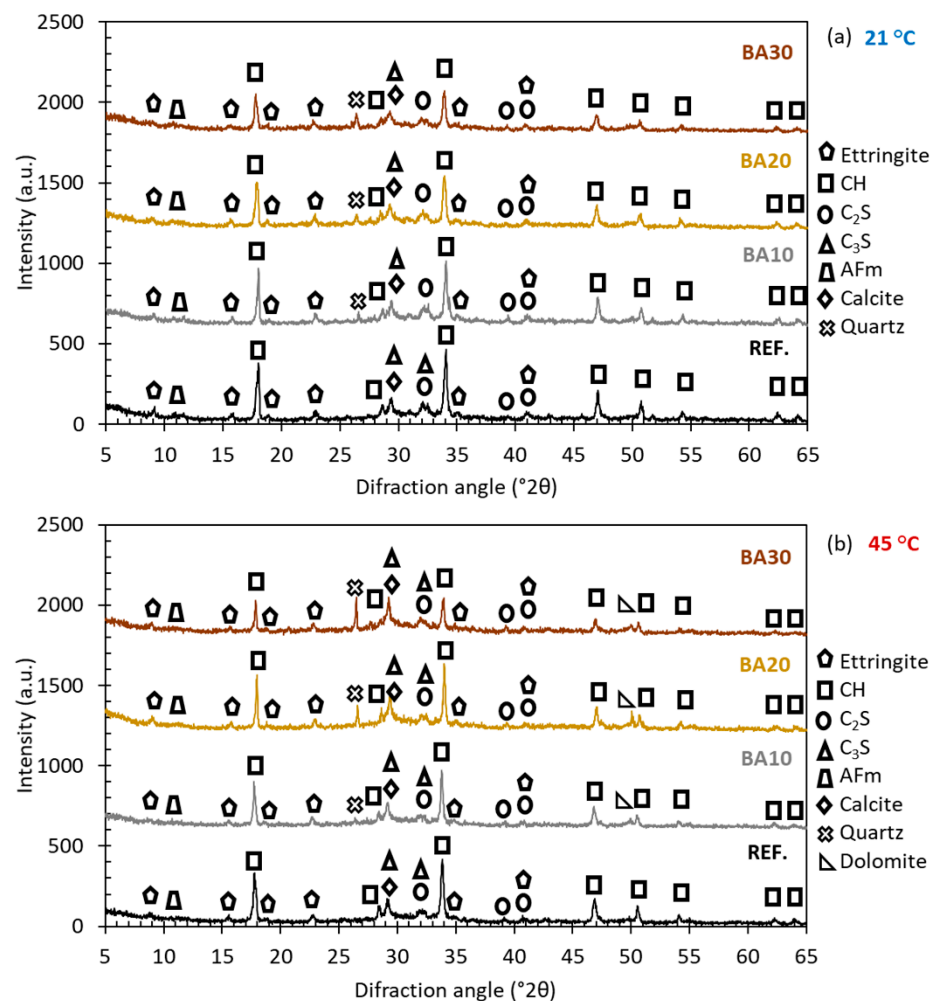 (a) 21 °C
2500
2000
1500
1000
500
0
Intensity (a.u.)
BA30
BA20
BA10
REF.
Ettringite
CH
C₂S
C₃S
AFm
Calcite
Quartz
5 10 15 20 25 30 35 40 45 50 55 60 65
Difraction angle (°2θ)
(b) 45 °C
2500
2000
1500
1000
500
0
Intensity (a.u.)
BA30
BA20
BA10
REF.
Ettringite
CH
C₂S
C₃S
AFm
Calcite
Quartz
Dolomite
5 10 15 20 25 30 35 40 45 50 55 60 65
Difraction angle (°2θ)